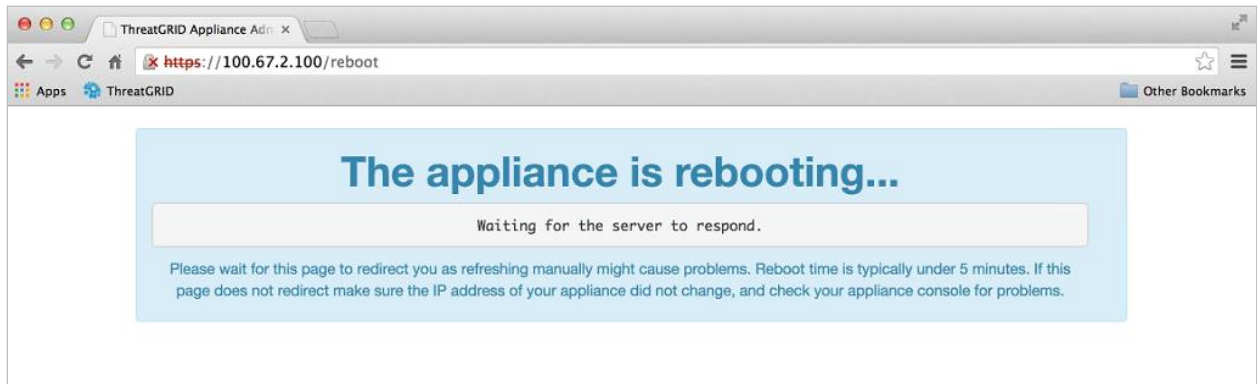 ThreatGRID Appliance Adm
https://100.67.2.100/reboot
Apps ThreatGRID Other Bookmarks
The appliance is rebooting...
Waiting for the server to respond.
Please wait for this page to redirect you as refreshing manually might cause problems. Reboot time is typically under 5 minutes. If this
page does not redirect make sure the IP address of your appliance did not change, and check your appliance console for problems.